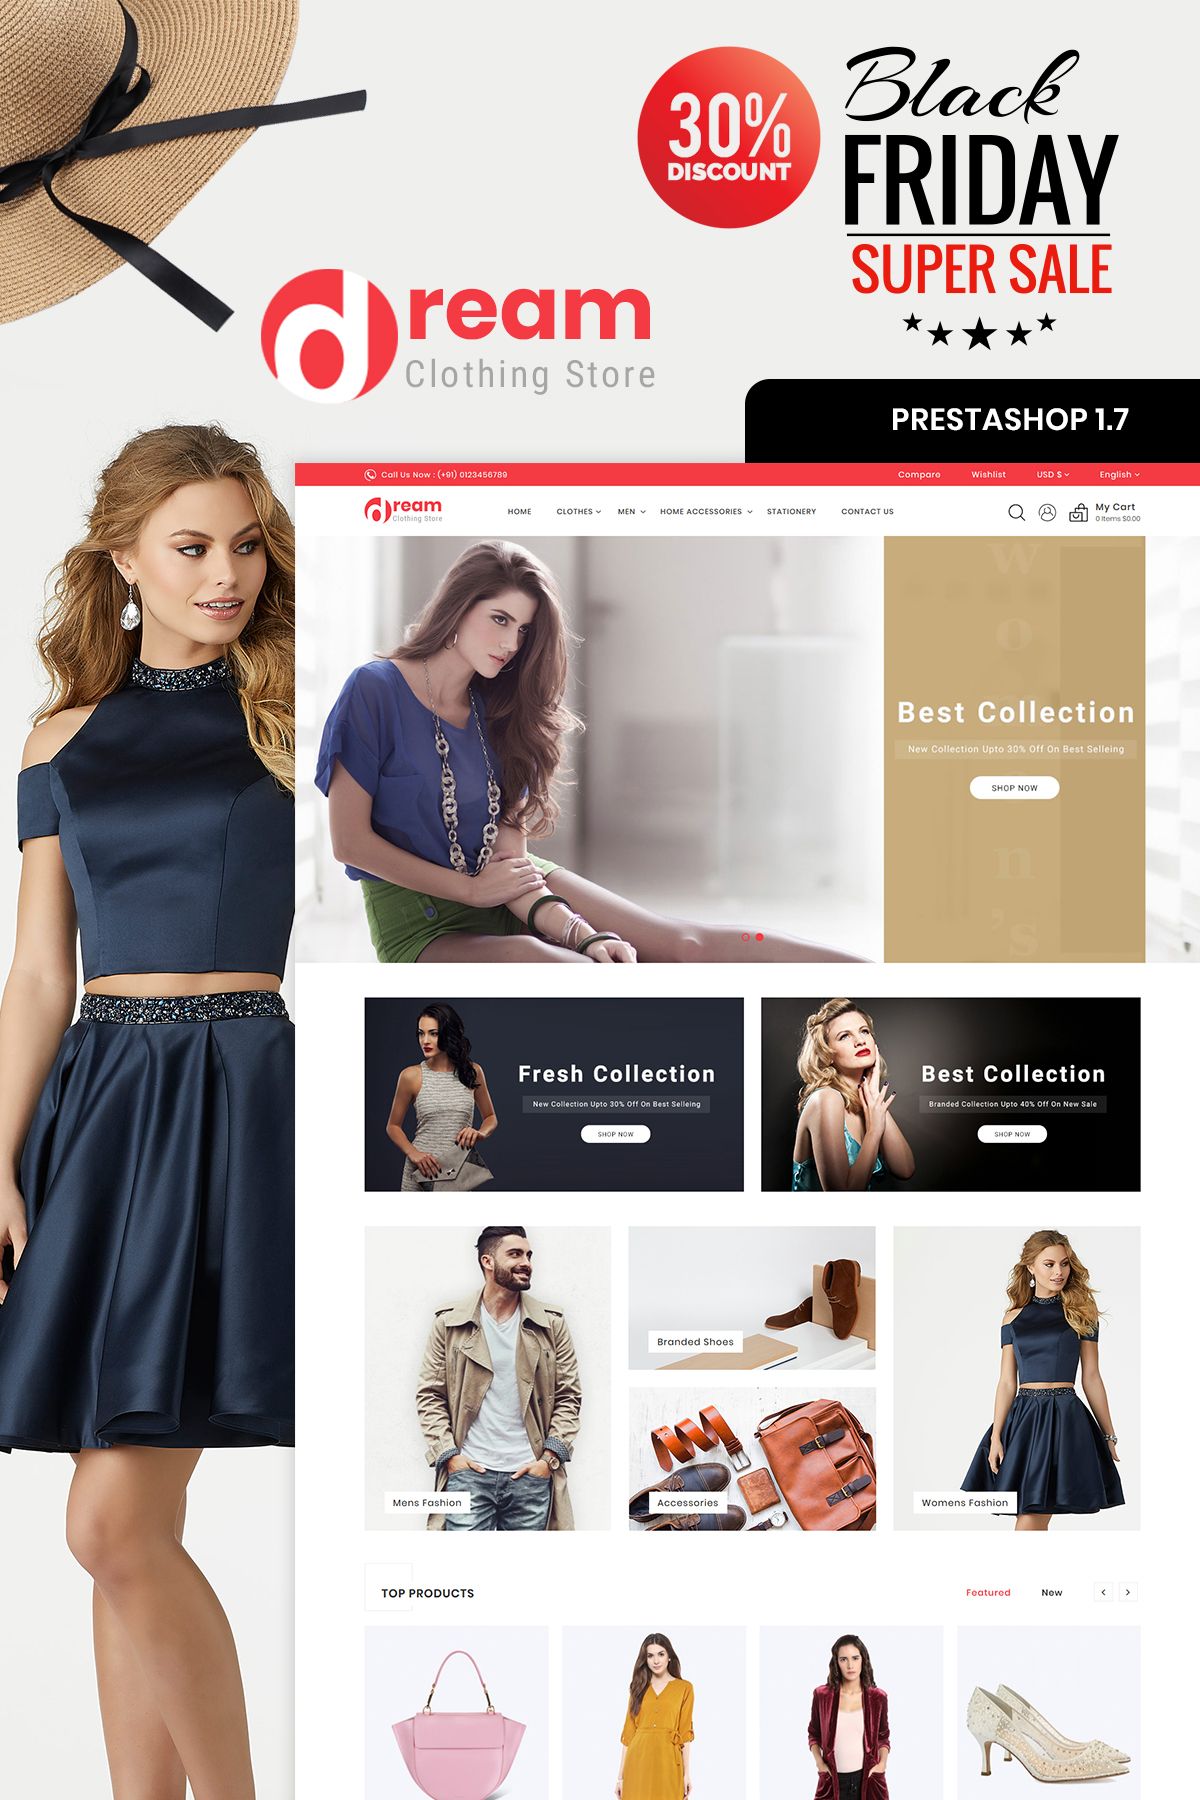 30%
DISCOUNT
Black
FRIDAY
SUPER SALE
dream
Clothing Store
PRESTASHOP 1.7
Call Us Now : (+91) 0123456789
Compare
Wishlist
USD $
English
dream
Clothing Store
HOME
CLOTHES
MEN
HOME ACCESSORIES
STATIONERY
CONTACT US
My Cart
0 Items $0.00
women's
Best Collection
New Collection Upto 30% Off On Best Selleing
SHOP NOW
Fresh Collection
New Collection Upto 30% Off On Best Selleing
SHOP NOW
Best Collection
Branded Collection Upto 40% Off On New Sale
SHOP NOW
Mens Fashion
Branded Shoes
Accessories
Womens Fashion
TOP PRODUCTS
Featured
New